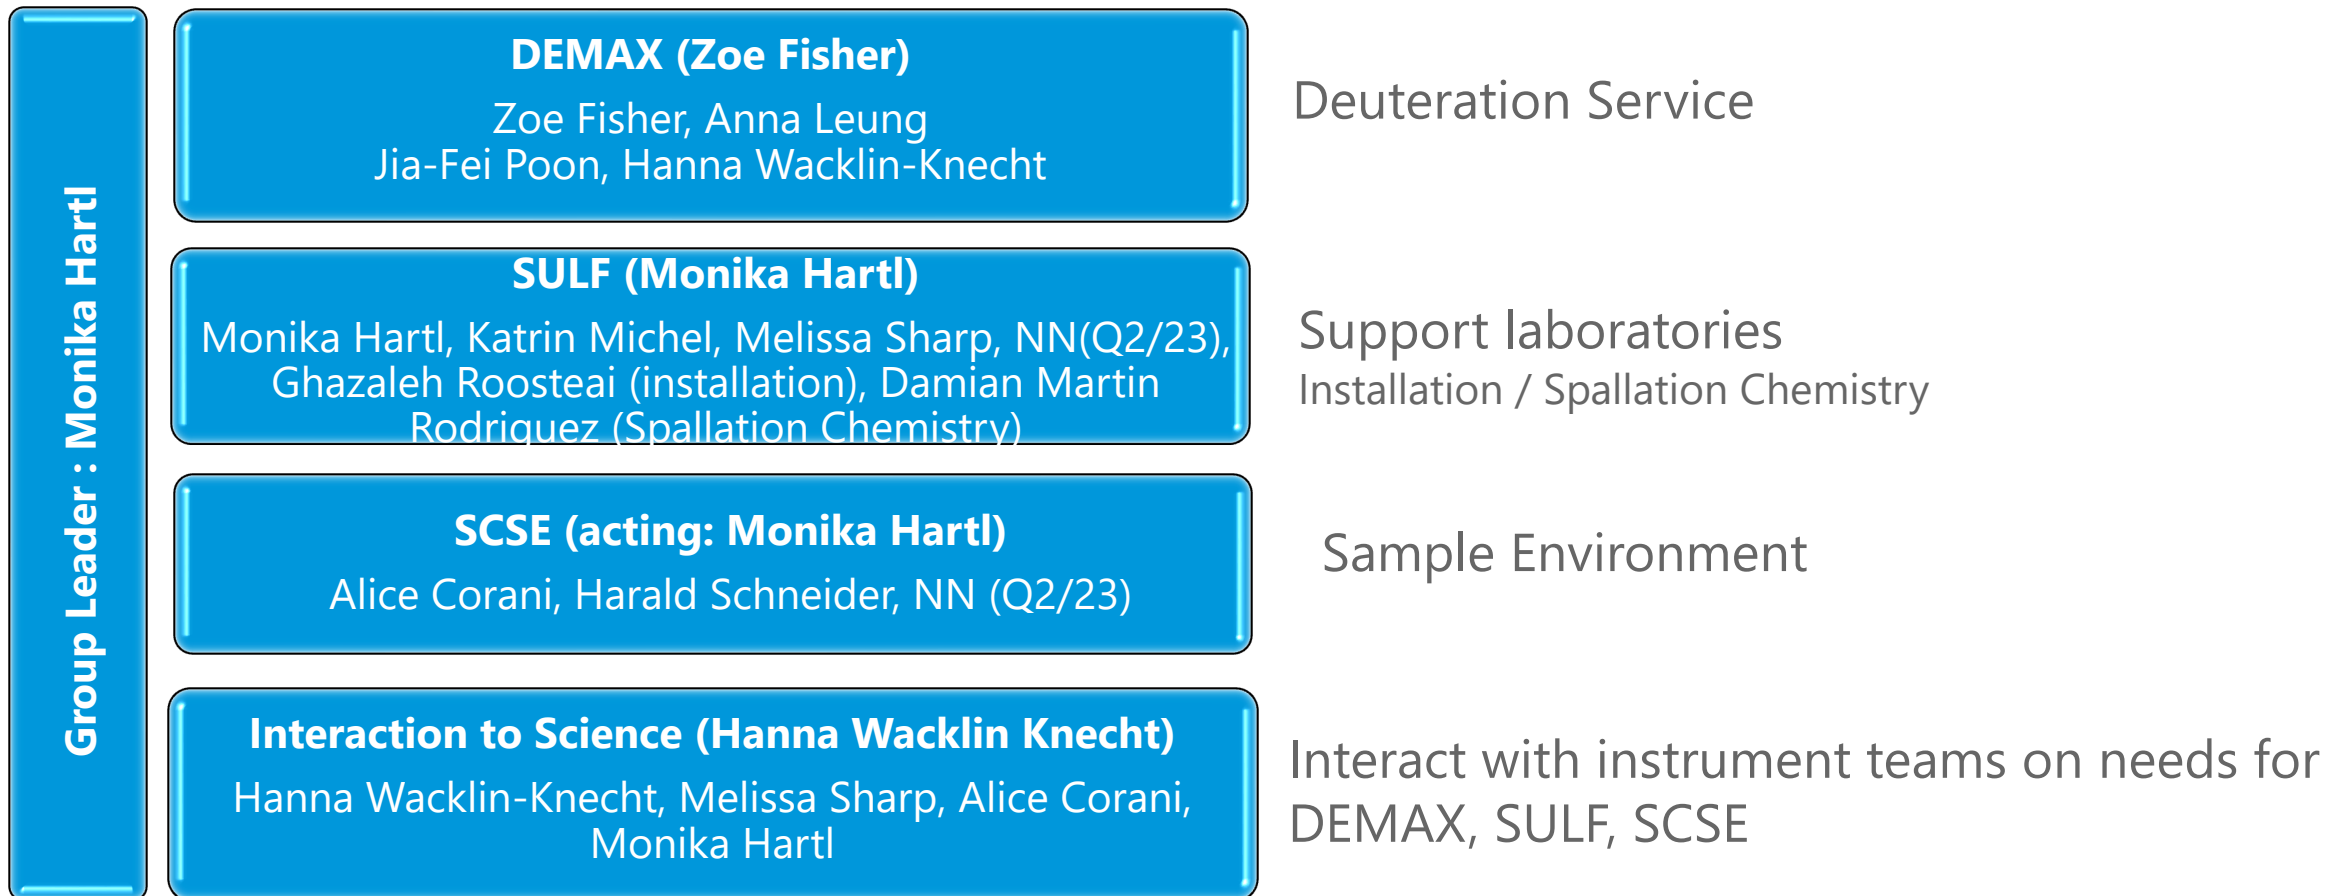 Group Leader : Monika Hartl
DEMAX (Zoe Fisher)
Zoe Fisher, Anna Leung
Jia-Fei Poon, Hanna Wacklin-Knecht
Deuteration Service
SULF (Monika Hartl)
Monika Hartl, Katrin Michel, Melissa Sharp, NN(Q2/23),
Ghazaleh Roosteai (installation), Damian Martin
Rodriguez (Spallation Chemistry)
Support laboratories
Installation / Spallation Chemistry
SCSE (acting: Monika Hartl)
Alice Corani, Harald Schneider, NN (Q2/23)
Sample Environment
Interaction to Science (Hanna Wacklin Knecht)
Hanna Wacklin-Knecht, Melissa Sharp, Alice Corani,
Monika Hartl
Interact with instrument teams on needs for
DEMAX, SULF, SCSE